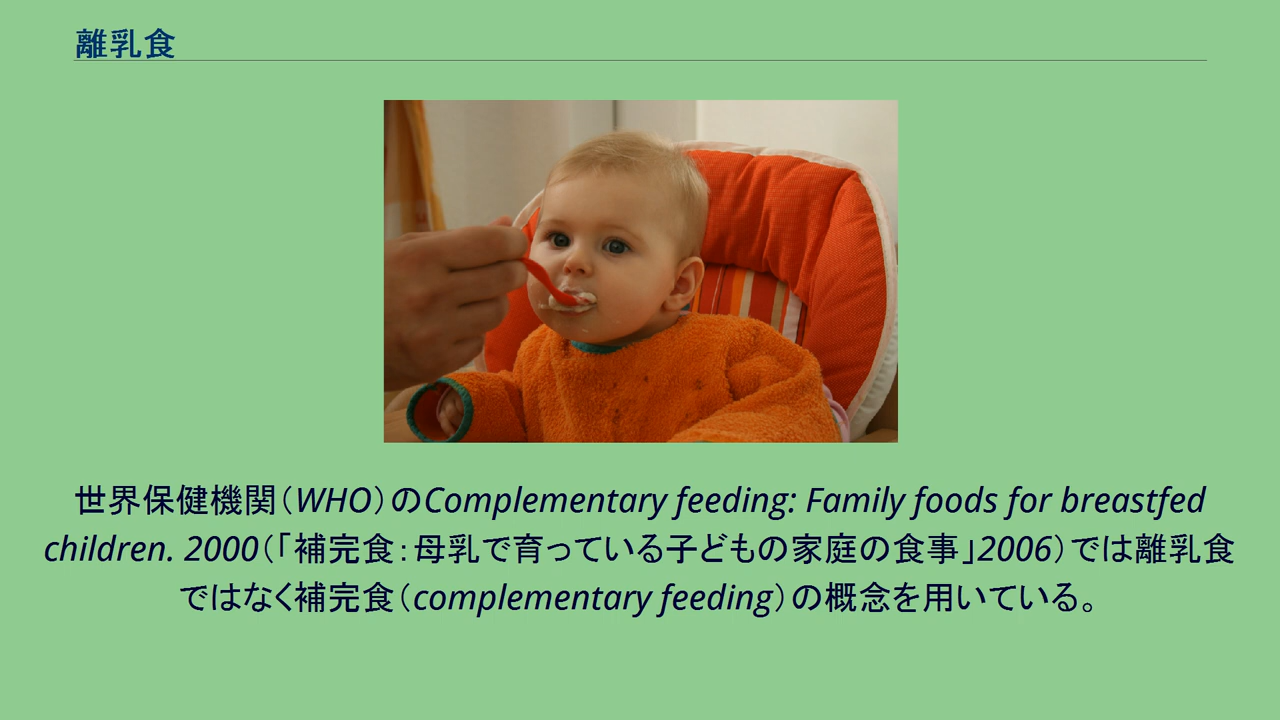 離乳食
世界保健機関（WHO）のComplementary feeding: Family foods for breastfed
children. 2000（「補完食：母乳で育っている子どもの家庭の食事」2006）では離乳食
ではなく補完食（complementary feeding）の概念を用いている。